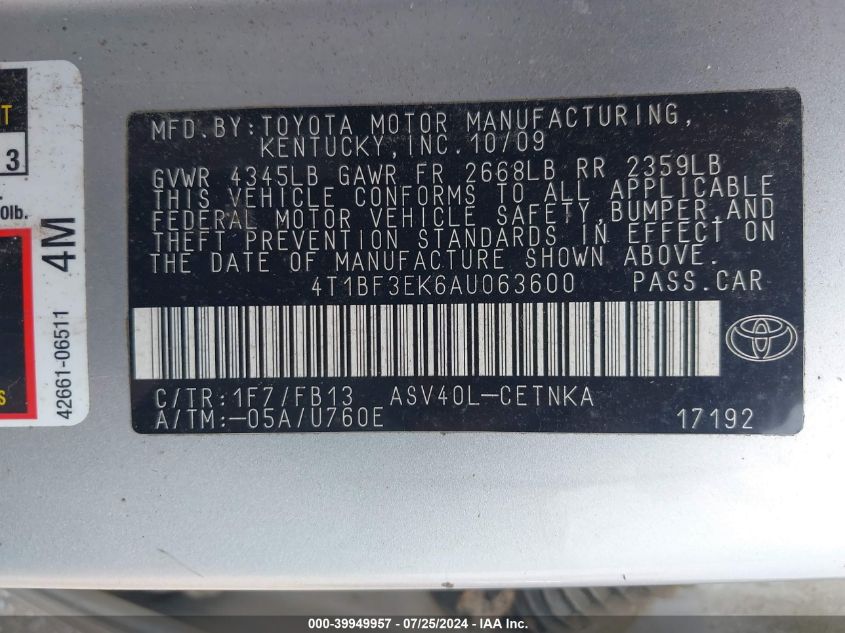 NT
3
0lb.
4M
42661-06511
s
MFD.BY:TOYOTA MOTOR MANUFACTURING,
KENTUCKY,INC.10/09
GVWR 4345LB GAWR FR 2668LB RR 2359LB
THIS VEHICLE CONFORMS TO ALL APPLICABLE
FEDERAL MOTOR VEHICLE SAFETY,BUMPER,AND
THEFT PREVENTION STANDARDS IN EFFECT ON
THE DATE OF MANUFACTURE SHOWN ABOVE.
4T1BF3EK6AU063600 PASS.CAR
C/TR:1F7/FB13 ASV40L-CETNKA
A/TM:-05A/U760E 17192
000-39949957 / 07/25/2024 - IAA Inc.